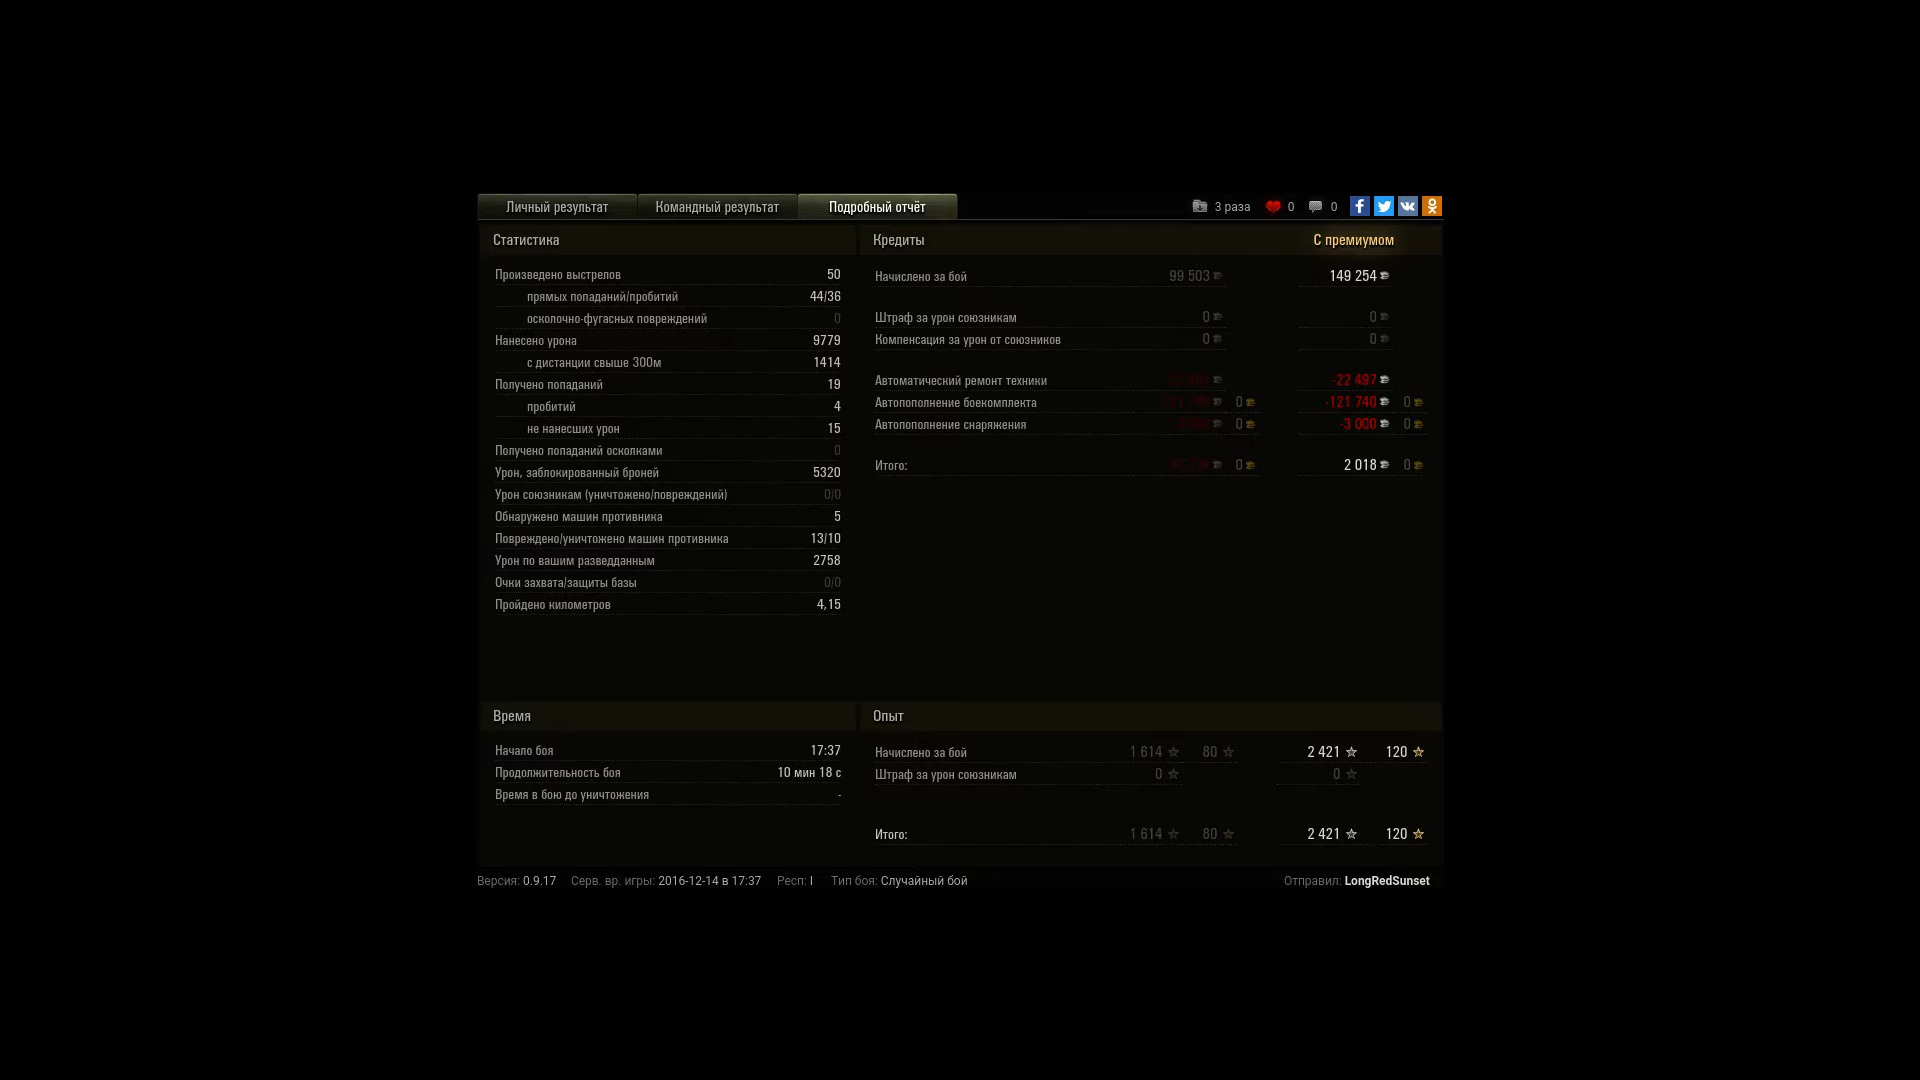 Личный результат Командный результат Подробный отчёт 3 раза 0 0
Статистика
Произведено выстрелов 50
прямых попаданий/пробитий 44/36
осколочно-фугасных повреждений 0
Нанесено урона 9779
с дистанции свыше 300м 1414
Получено попаданий 19
пробитий 4
не нанесших урон 15
Получено попаданий осколками 0
Урон, заблокированный броней 5320
Урон союзникам (уничтожено/повреждений) 0/0
Обнаружено машин противника 5
Повреждено/уничтожено машин противника 13/10
Урон по вашим разведданным 2758
Очки захвата/защиты базы 0/0
Пройдено километров 4,15
Кредиты С премиумом
Начислено за бой 99 503 149 254
Штраф за урон союзникам 0 0
Компенсация за урон от союзников 0 0
Автоматический ремонт техники -22 497
Автопополнение боекомплекта 0 -121 740 0
Автопополнение снаряжения 0 -3 000 0
Итого: 0 2 018 0
Время
Начало боя 17:37
Продолжительность боя 10 мин 18 с
Время в бою до уничтожения -
Опыт
Начислено за бой 1 614 80 2 421 120
Штраф за урон союзникам 0 0
Итого: 1 614 80 2 421 120
Версия: 0.9.17 Серв. вр. игры: 2016-12-14 в 17:37 Респ: I Тип боя: Случайный бой Отправил: LongRedSunset